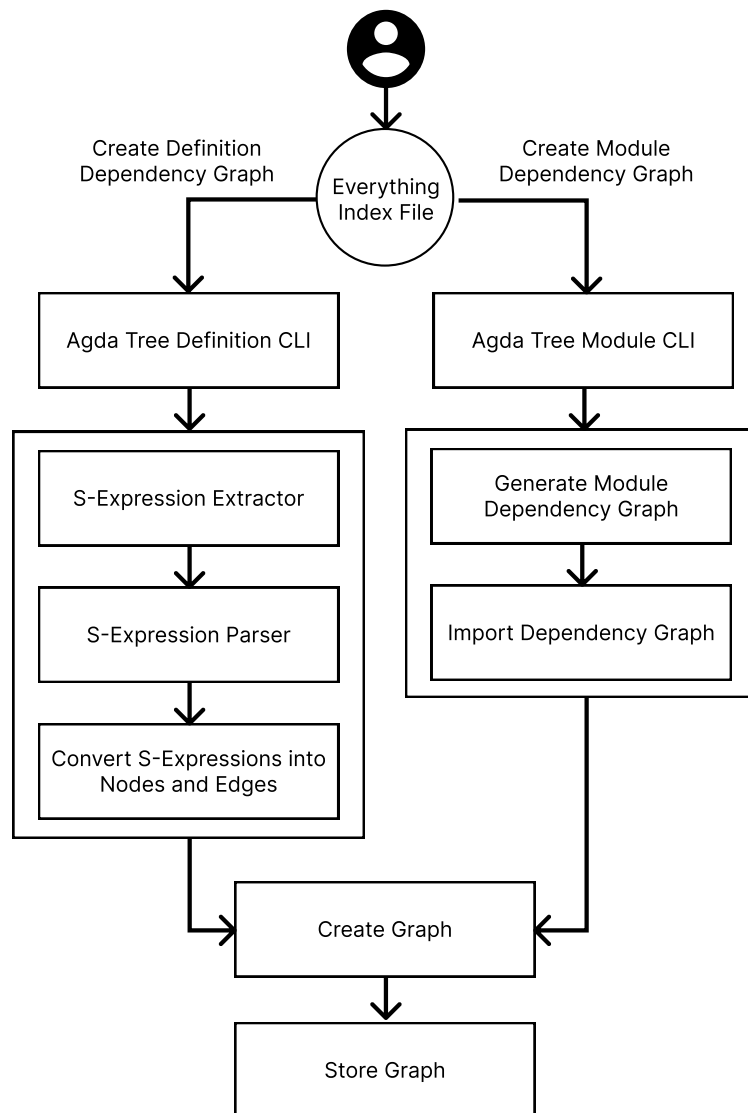 Create Definition
Dependency Graph
Create Module
Dependency Graph
Everything
Index File
Agda Tree Definition CLI
Agda Tree Module CLI
S-Expression Extractor
Generate Module
Dependency Graph
S-Expression Parser
Import Dependency Graph
Convert S-Expressions into
Nodes and Edges
Create Graph
Store Graph